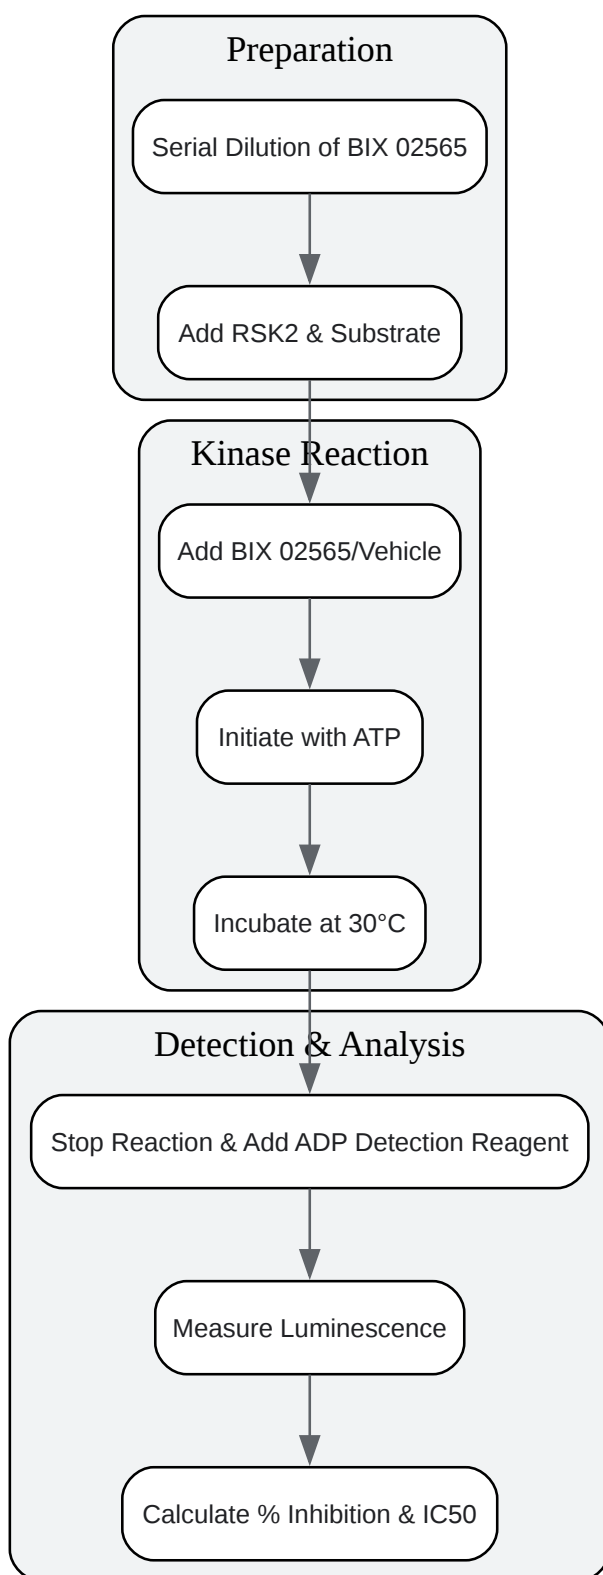 Preparation
Serial Dilution of BIX 02565
Add RSK2 & Substrate
Kinase Reaction
Add BIX 02565/Vehicle
Initiate with ATP
Incubate at 30°C
Detection & Analysis
Stop Reaction & Add ADP Detection Reagent
Measure Luminescence
Calculate % Inhibition & IC50